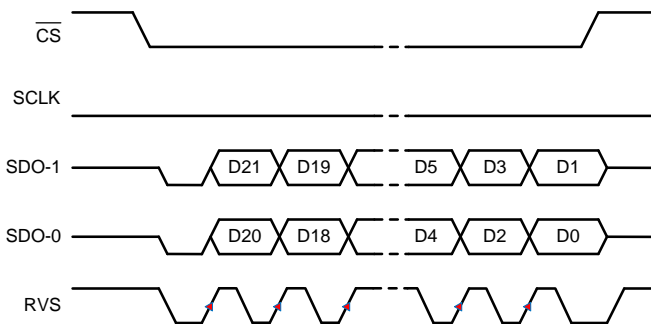 CS
SCLK
SDO-1 D21 D19 D5 D3 D1
SDO-0 D20 D18 D4 D2 D0
RVS